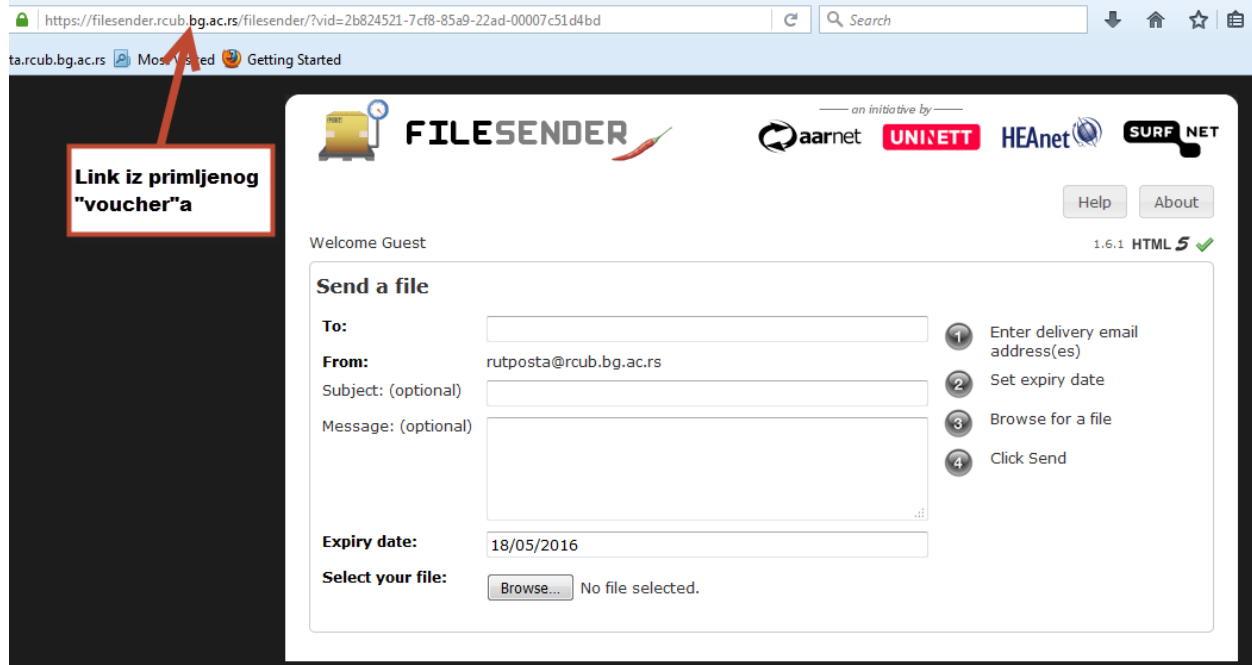 https://filesender.rcub.bg.ac.rs/filesender/?vid=2b824521-7cf8-85a9-22ad-00007c51d4bd
Search
ta.rcub.bg.ac.rs Most Visited Getting Started
an initiative by
FILESENDER
aarnet UNINETT HEAnet SURF NET
Link iz primljenog
"voucher"a
Help About
Welcome Guest
1.6.1 HTML 5
Send a file
To:
1 Enter delivery email
address(es)
From: rutposta@rcub.bg.ac.rs
2 Set expiry date
Subject: (optional)
3 Browse for a file
Message: (optional)
4 Click Send
Expiry date: 18/05/2016
Select your file: Browse... No file selected.